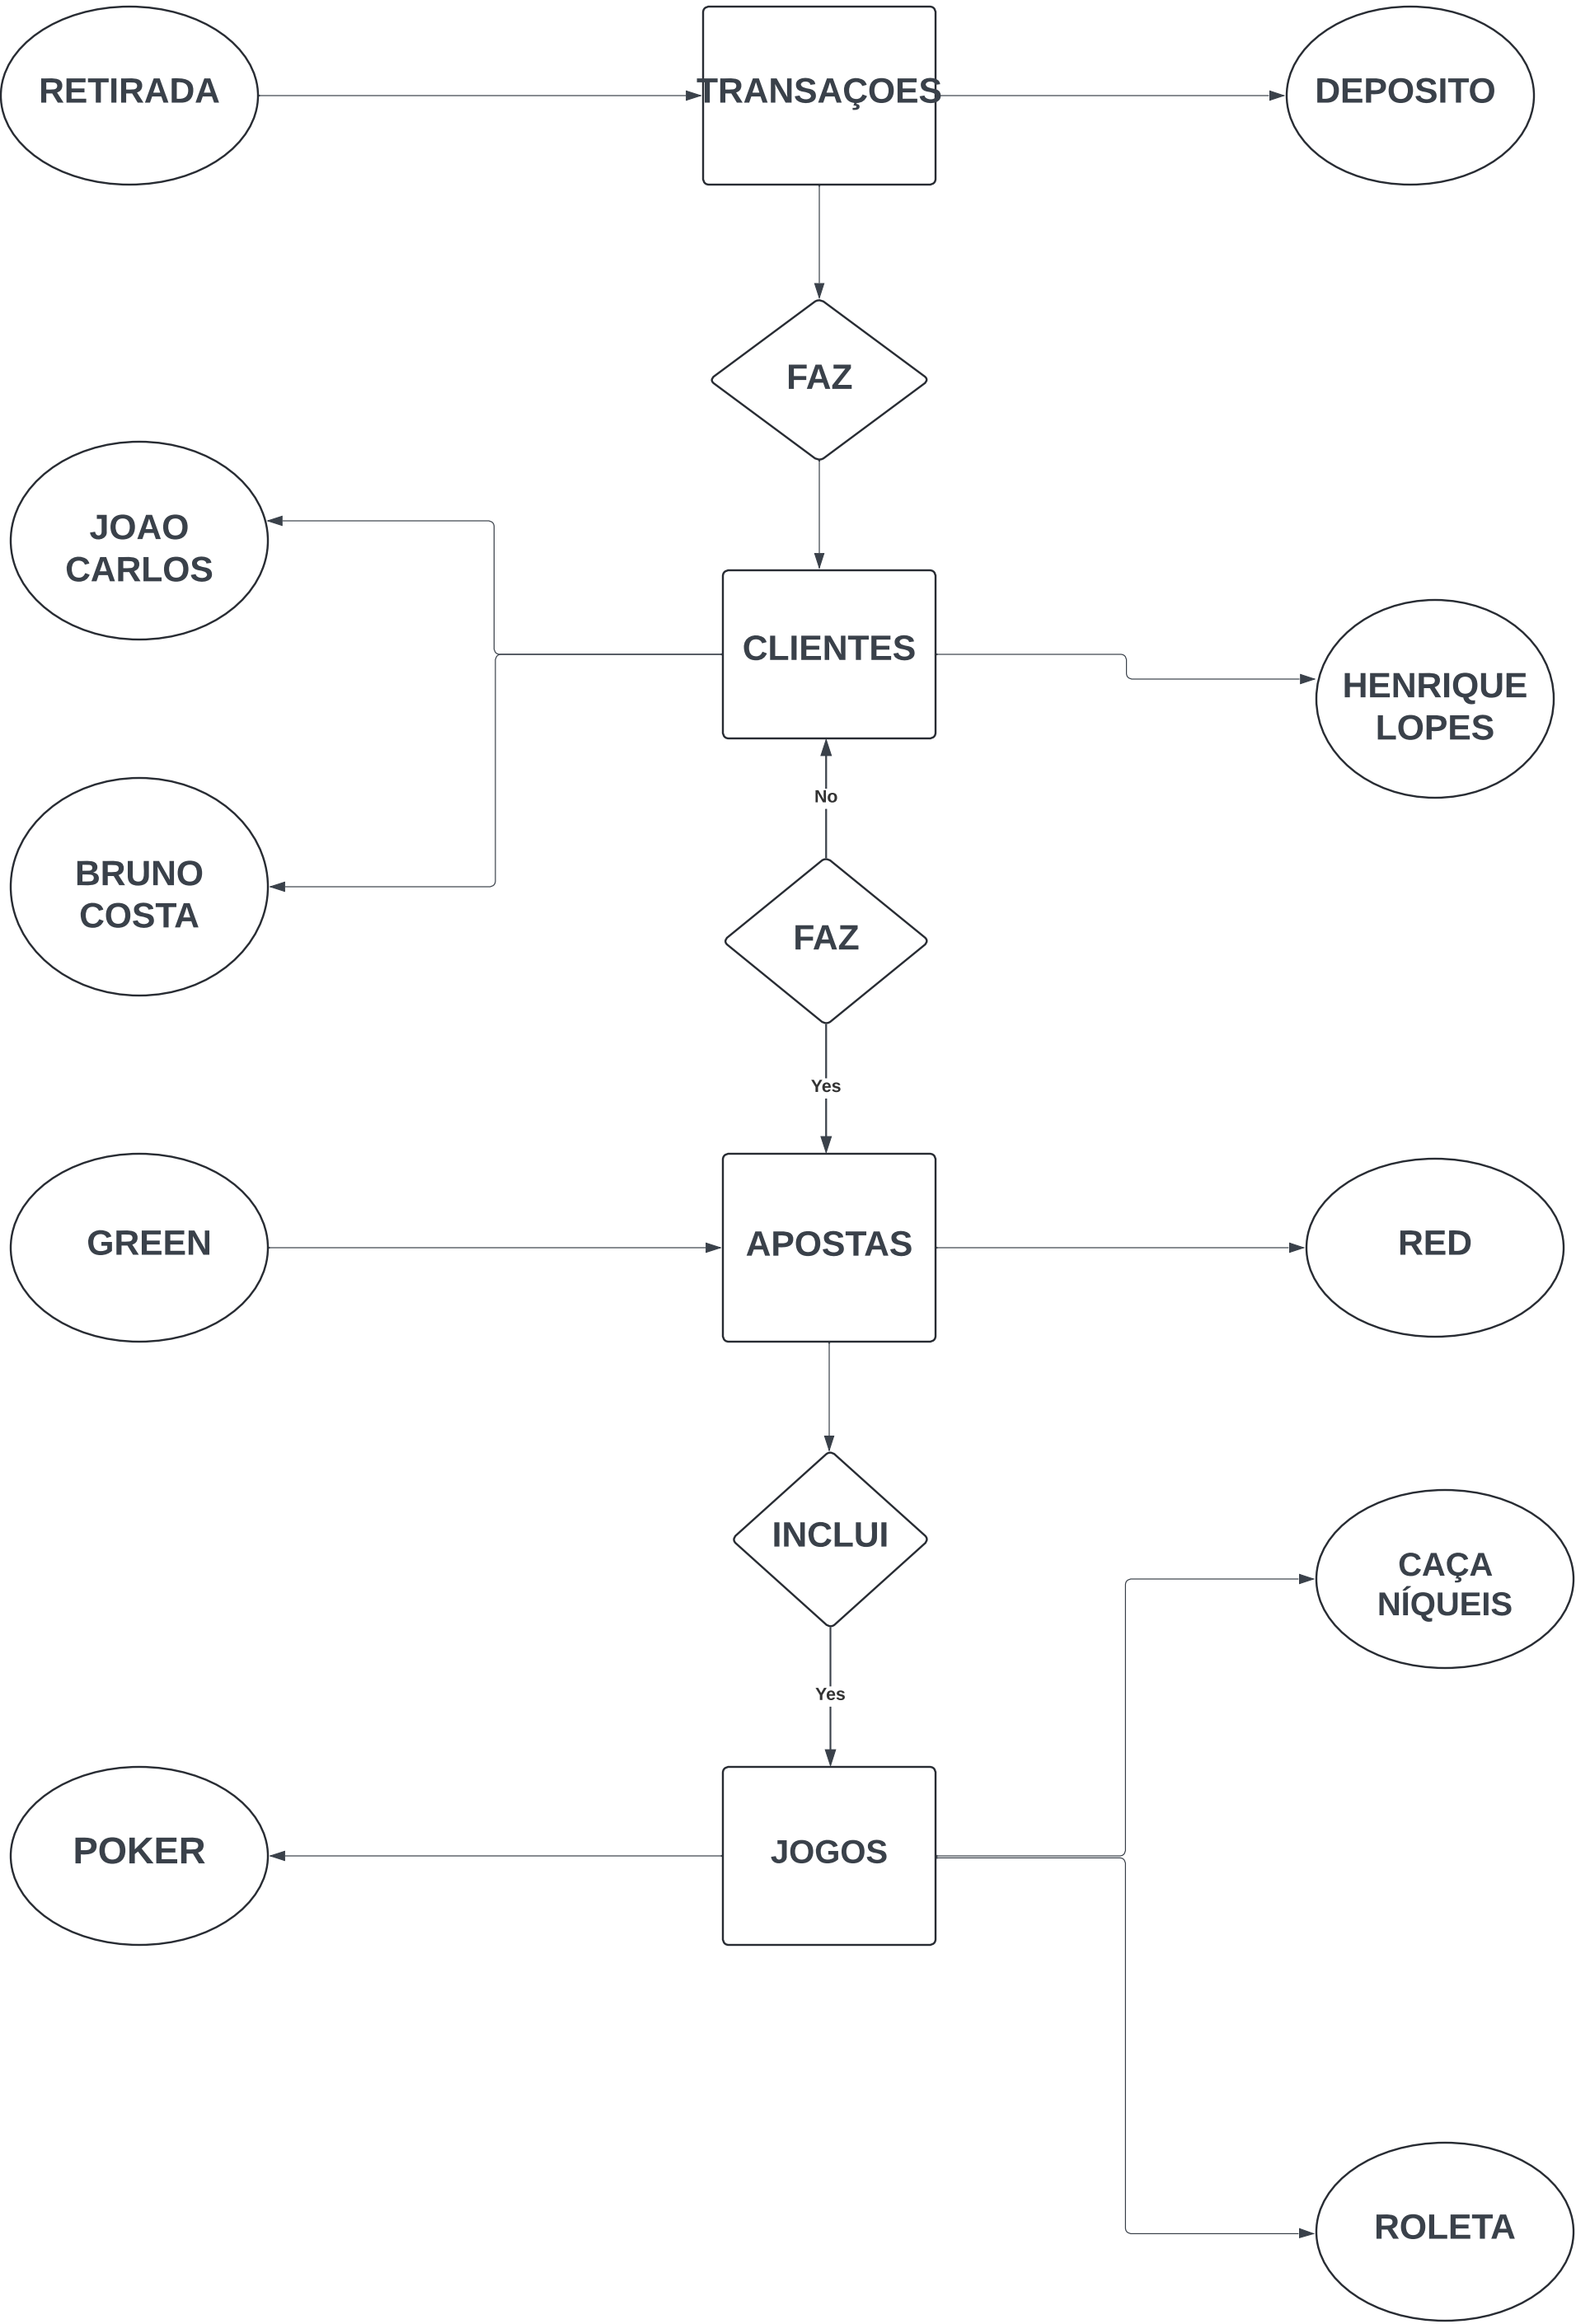 RETIRADA
TRANSAÇOES
DEPOSITO
FAZ
JOAO
CARLOS
CLIENTES
HENRIQUE
LOPES
No
BRUNO
COSTA
FAZ
Yes
GREEN
APOSTAS
RED
INCLUI
CAÇA
NÍQUEIS
Yes
POKER
JOGOS
ROLETA